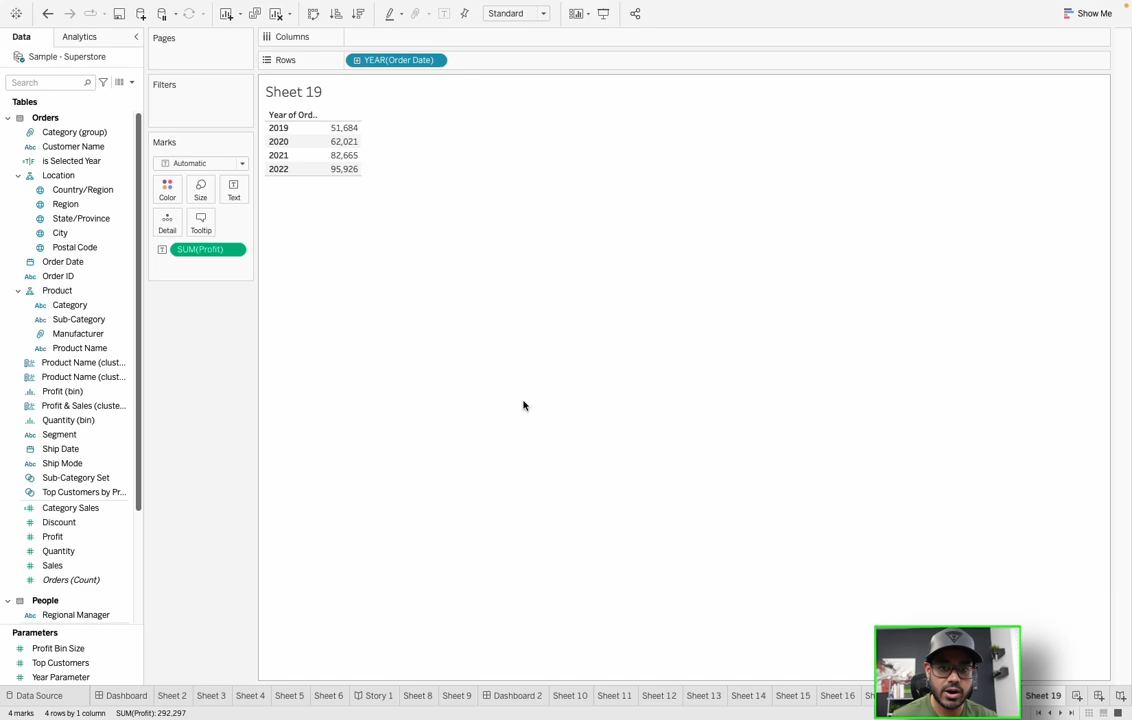 Standard
Show Me
Data
Analytics
Sample - Superstore
Search
Tables
Orders
Category (group)
Abc Customer Name
=T|F is Selected Year
Location
Country/Region
Region
State/Province
City
Postal Code
Order Date
Abc Order ID
Product
Abc Category
Abc Sub-Category
Manufacturer
Abc Product Name
Product Name (clust...
Product Name (clust...
Profit (bin)
Profit & Sales (cluste...
Quantity (bin)
Abc Segment
Ship Date
Abc Ship Mode
Sub-Category Set
Top Customers by Pr...
=# Category Sales
# Discount
# Profit
# Quantity
# Sales
# Orders (Count)
People
Abc Regional Manager
Parameters
# Profit Bin Size
# Top Customers
# Year Parameter
Pages
Filters
Marks
T Automatic
Color
Size
T Text
Detail
Tooltip
T SUM(Profit)
Columns
Rows
YEAR(Order Date)
Sheet 19
Year of Ord..
2019 51,684
2020 62,021
2021 82,665
2022 95,926
Data Source
Dashboard
Sheet 2
Sheet 3
Sheet 4
Sheet 5
Sheet 6
Story 1
Sheet 8
Sheet 9
Dashboard 2
Sheet 10
Sheet 11
Sheet 12
Sheet 13
Sheet 14
Sheet 15
Sheet 16
Sheet 19
4 marks
4 rows by 1 column
SUM(Profit): 292,297